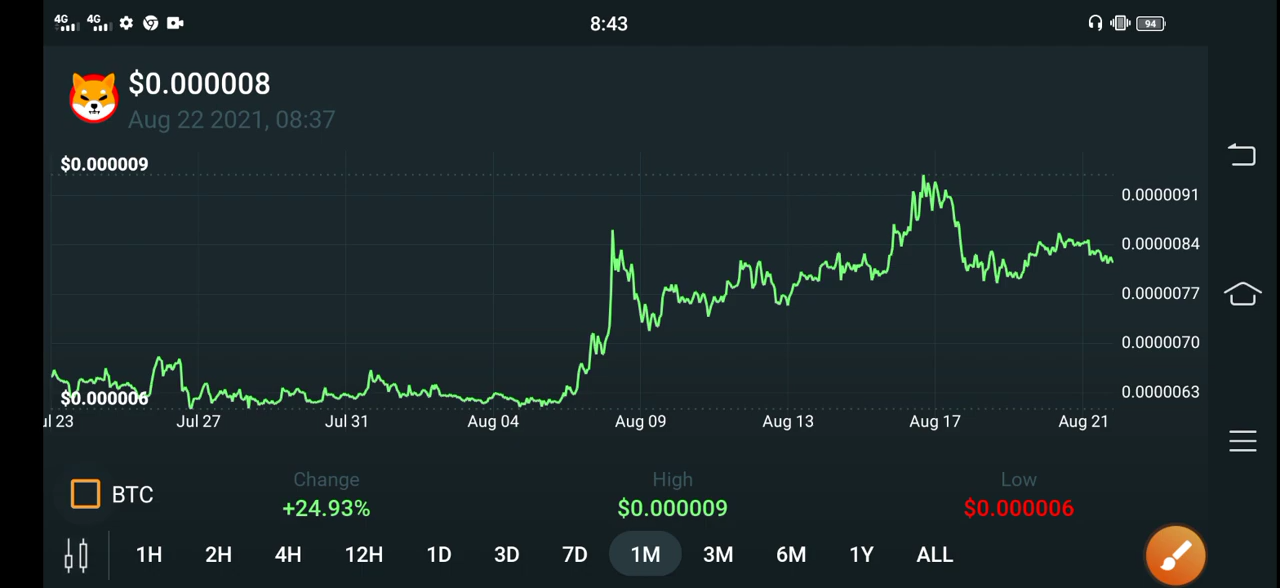 4G 4G 8:43 94
$0.000008
Aug 22 2021, 08:37
$0.000009
0.0000091
0.0000084
0.0000077
0.0000070
0.0000063
$0.000006
ul 23 Jul 27 Jul 31 Aug 04 Aug 09 Aug 13 Aug 17 Aug 21
Change High Low
BTC +24.93% $0.000009 $0.000006
1H 2H 4H 12H 1D 3D 7D 1M 3M 6M 1Y ALL